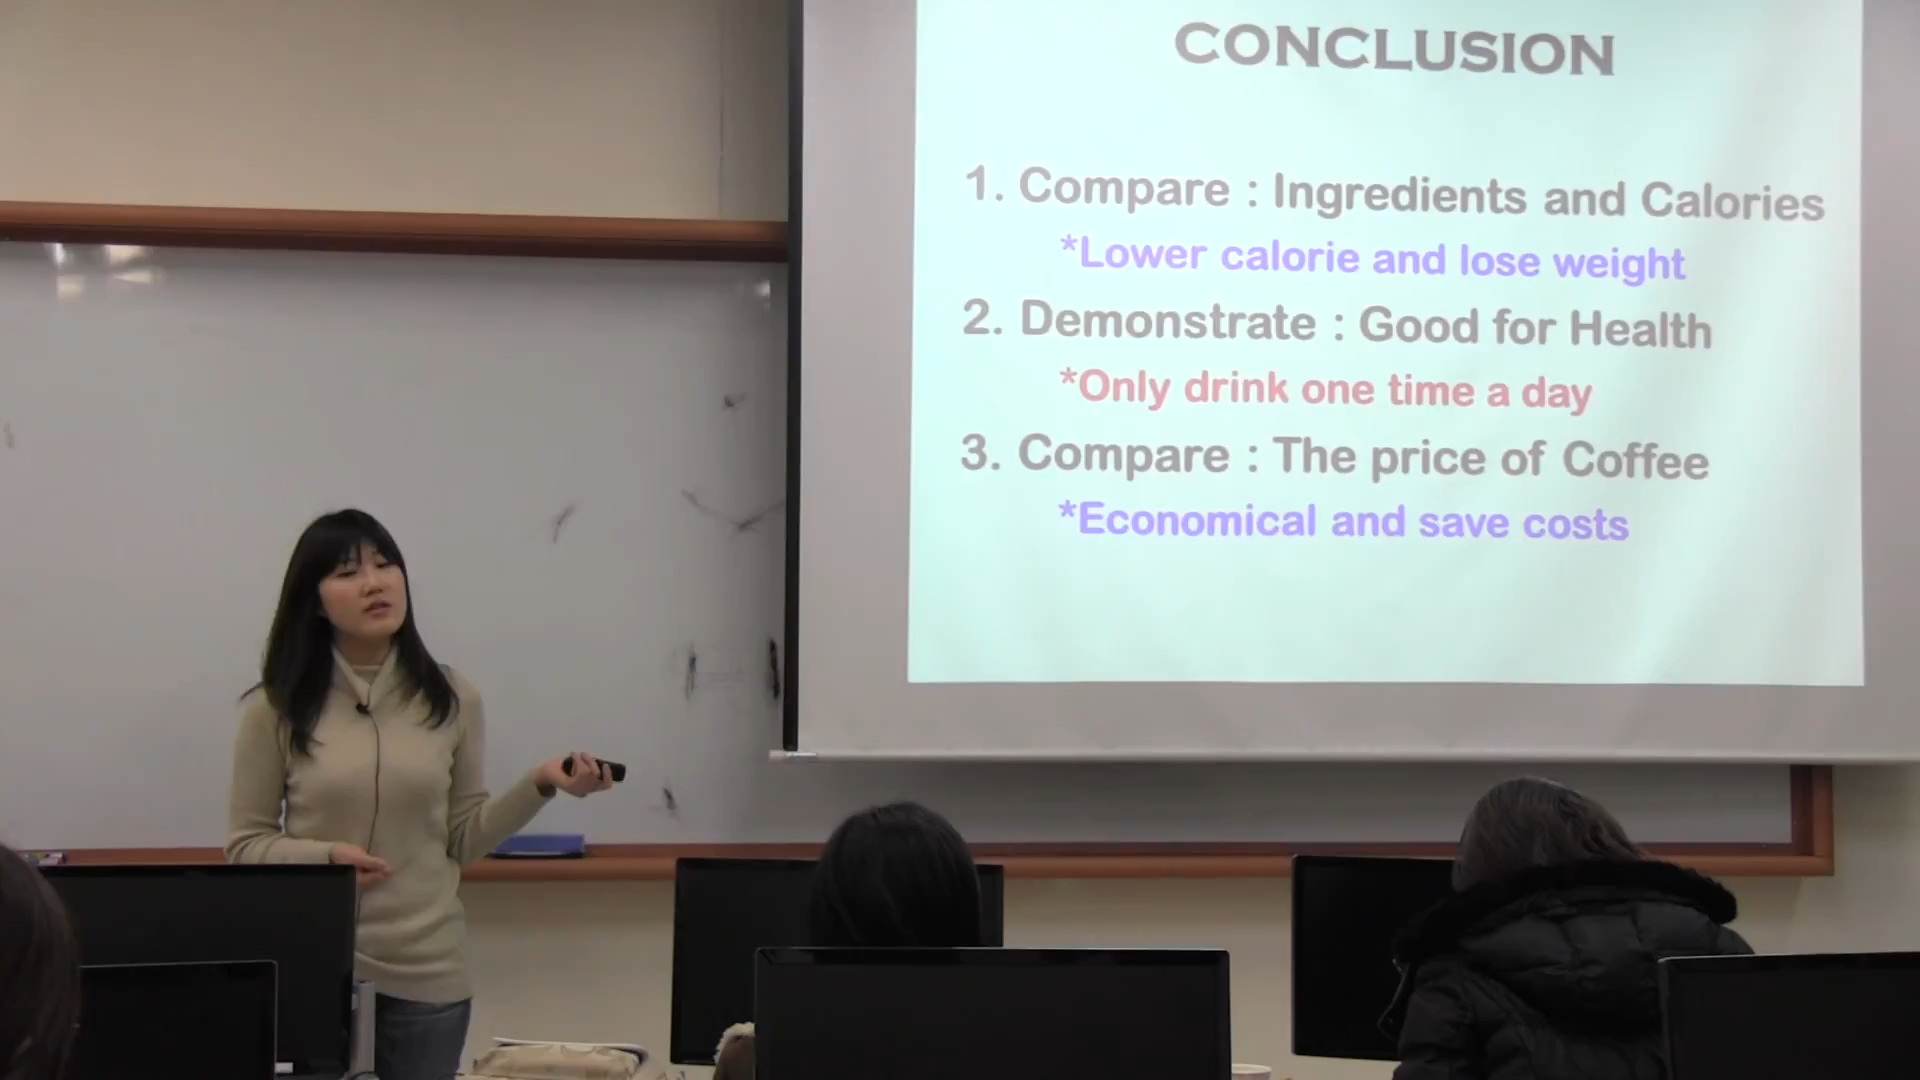 CONCLUSION
1. Compare : Ingredients and Calories
*Lower calorie and lose weight
2. Demonstrate : Good for Health
*Only drink one time a day
3. Compare : The price of Coffee
*Economical and save costs